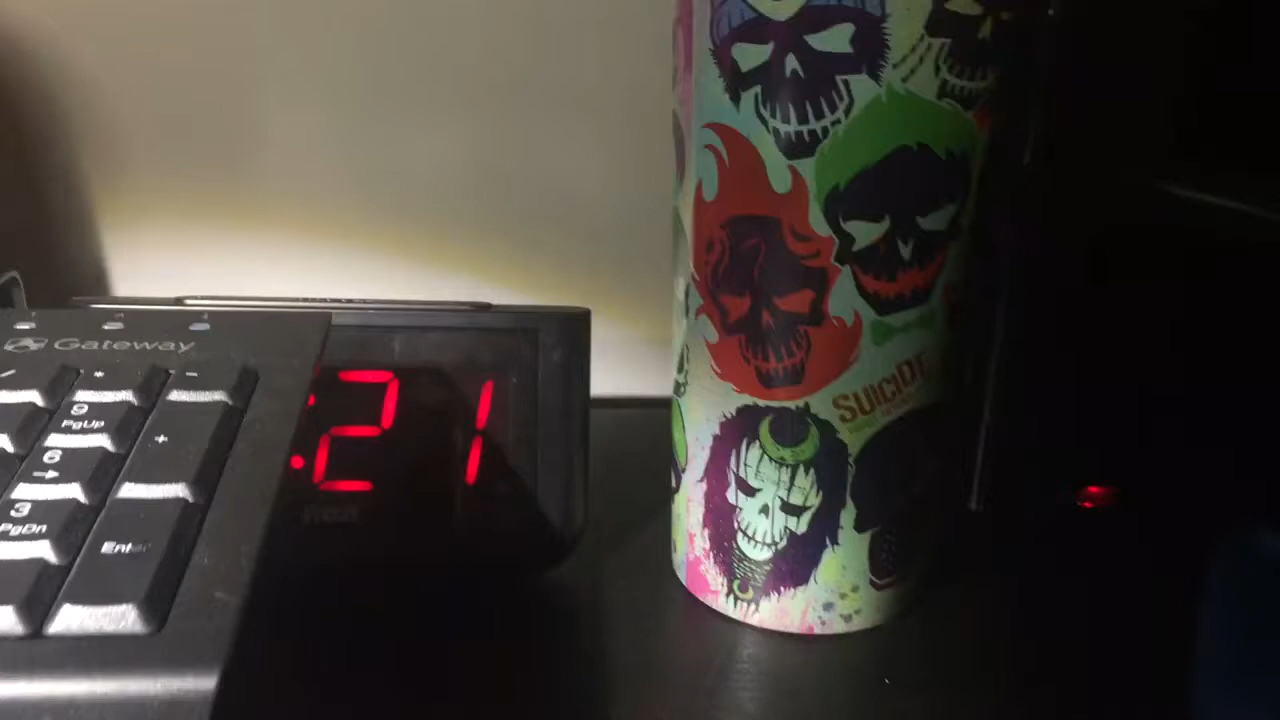 Gateway
/ * -
9
PgUp
+
6
→
3
PgDn
Enter
:21
SUICIDE